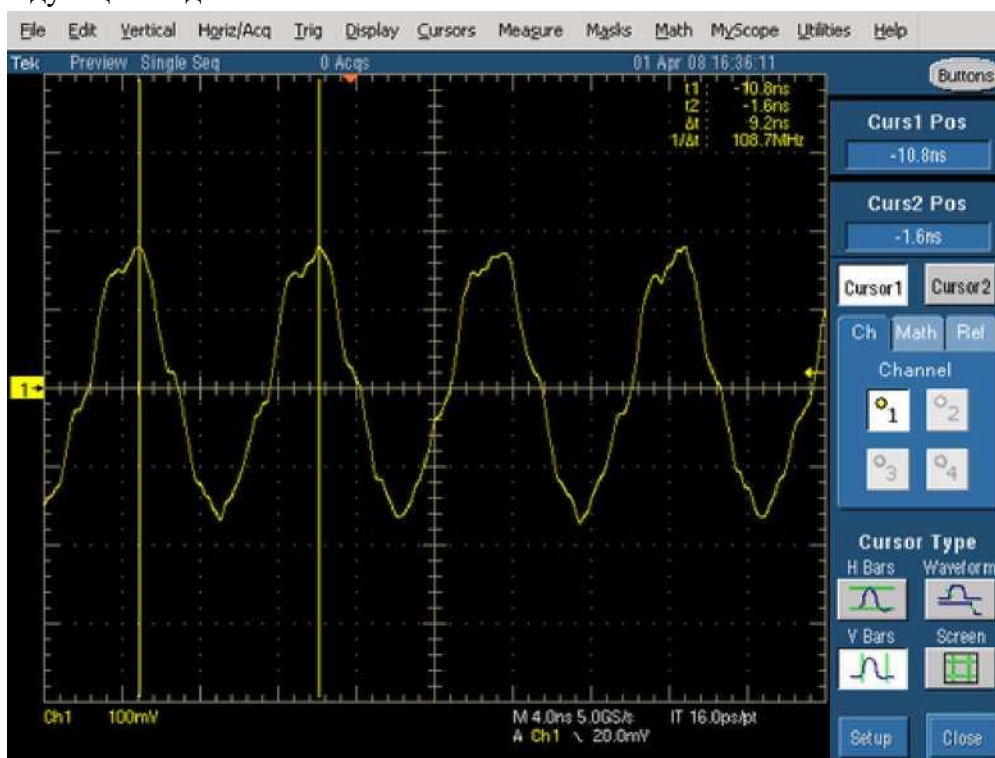 File Edit Vertical Horiz/Acq Trig Display Cursors Measure Masks Math MyScope Utilities Help
Tek Preview Single Seq 0 Acqs 01 Apr 08 16:36:11
Buttons
t1 : -10.8ns
t2 : -1.6ns
Δt : 9.2ns
1/Δt : 108.7MHz
Curs1 Pos
-10.8ns
Curs2 Pos
-1.6ns
Cursor1 Cursor2
Ch Math Ref
Channel
1 2
3 4
1
Cursor Type
H Bars Waveform
V Bars Screen
Setup Close
Ch1 100mV M 4.0ns 5.0GS/s IT 16.0ps/pt
A Ch1 \ 20.0mV